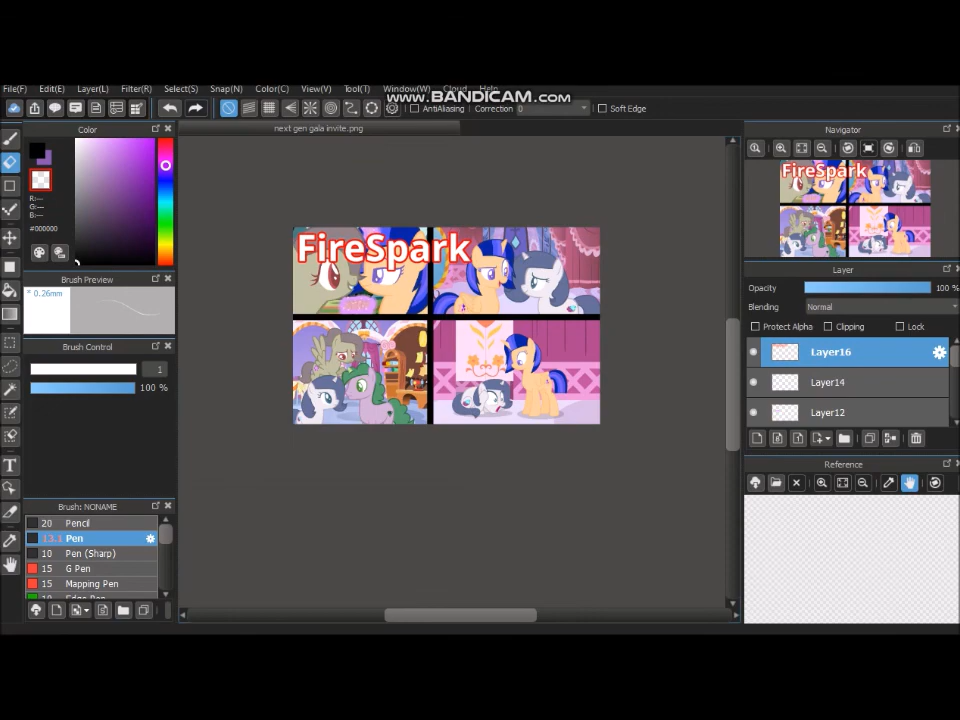 File(F) Edit(E) Layer(L) Filter(R) Select(S) Snap(N) Color(C) View(V) Tool(T) Window(W) Cloud Help
www.BANDICAM.com
AntiAliasing Correction 0 Soft Edge
Color
next gen gala invite.png
Navigator
FireSpark
R:---
G:---
B:---
#000000
FireSpark
Brush Preview
* 0.26mm
Brush Control
1
100 %
Layer
Opacity 100 %
Blending Normal
Protect Alpha Clipping Lock
Layer16
Layer14
Layer12
Reference
Brush: NONAME
20 Pencil
13.1 Pen
10 Pen (Sharp)
15 G Pen
15 Mapping Pen